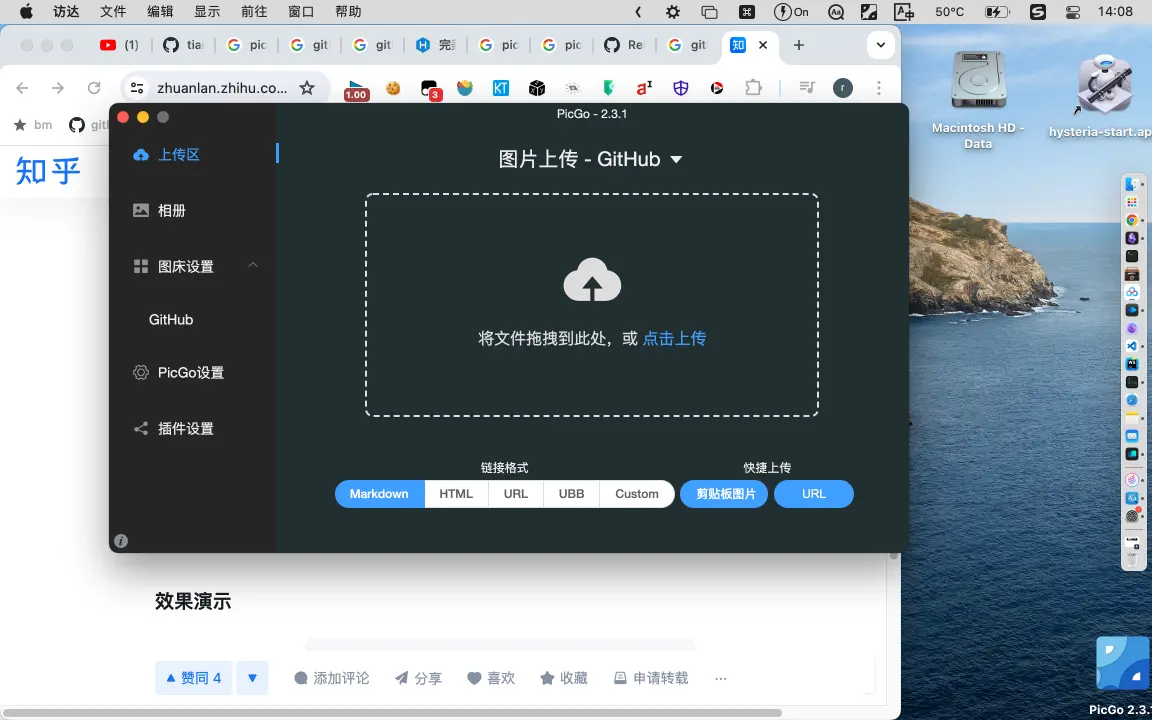 访达 文件 编辑 显示 前往 窗口 帮助 On 50°C 14:08
(1) tiar pic git git 完 pic pic Re git 知
zhuanlan.zhihu.co... 1.00 3 KT r
bm git
知乎
PicGo - 2.3.1
图片上传 - GitHub
上传区
相册
图床设置
GitHub
PicGo设置
插件设置
将文件拖拽到此处，或 点击上传
链接格式 快捷上传
Markdown HTML URL UBB Custom 剪贴板图片 URL
效果演示
赞同 4 添加评论 分享 喜欢 收藏 申请转载 ...
Macintosh HD -
Data
hysteria-start.ap
PicGo 2.3.1